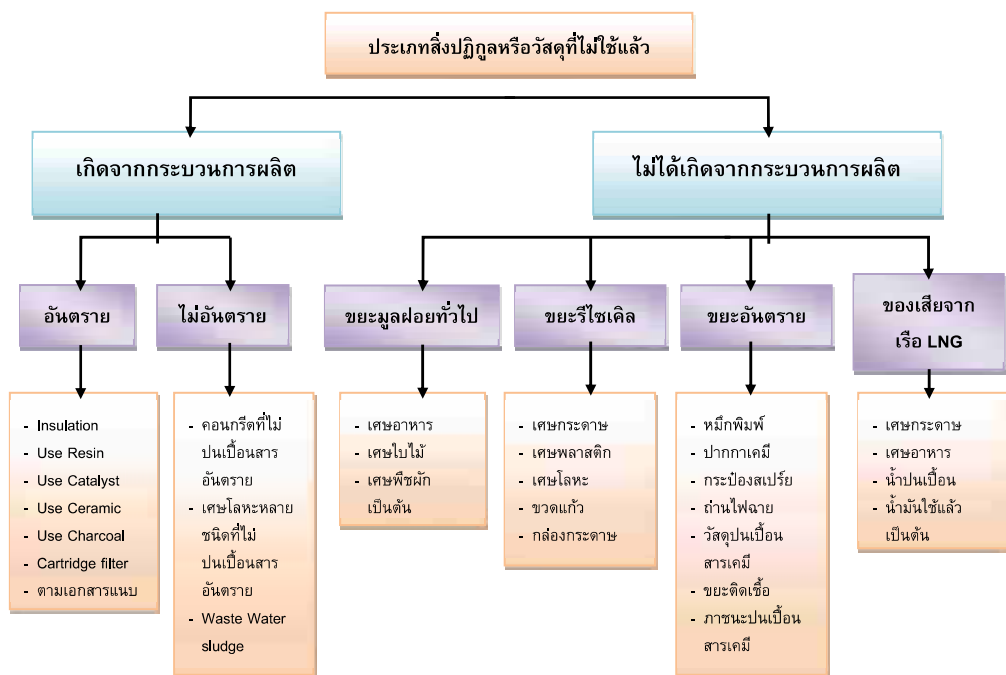 ประเภทสิ่งปฏิกูลหรือวัสดุที่ไม่ใช้แล้ว
เกิดจากกระบวนการผลิต
ไม่ได้เกิดจากกระบวนการผลิต
อันตราย
ไม่อันตราย
ขยะมูลฝอยทั่วไป
ขยะรีไซเคิล
ขยะอันตราย
ของเสียจาก
เรือ LNG
- Insulation
- Use Resin
- Use Catalyst
- Use Ceramic
- Use Charcoal
- Cartridge filter
- ตามเอกสารแนบ
- คอนกรีตที่ไม่
ปนเปื้อนสาร
อันตราย
- เศษโลหะหลาย
ชนิดที่ไม่
ปนเปื้อนสาร
อันตราย
- Waste Water
sludge
- เศษอาหาร
- เศษใบไม้
- เศษพืชผัก
เป็นต้น
- เศษกระดาษ
- เศษพลาสติก
- เศษโลหะ
- ขวดแก้ว
- กล่องกระดาษ
- หมึกพิมพ์
- ปากกาเคมี
- กระป๋องสเปร์ย
- ถ่านไฟฉาย
- วัสดุปนเปื้อน
สารเคมี
- ขยะติดเชื้อ
- ภาชนะปนเปื้อน
สารเคมี
- เศษกระดาษ
- เศษอาหาร
- น้ำปนเปื้อน
- น้ำมันใช้แล้ว
เป็นต้น